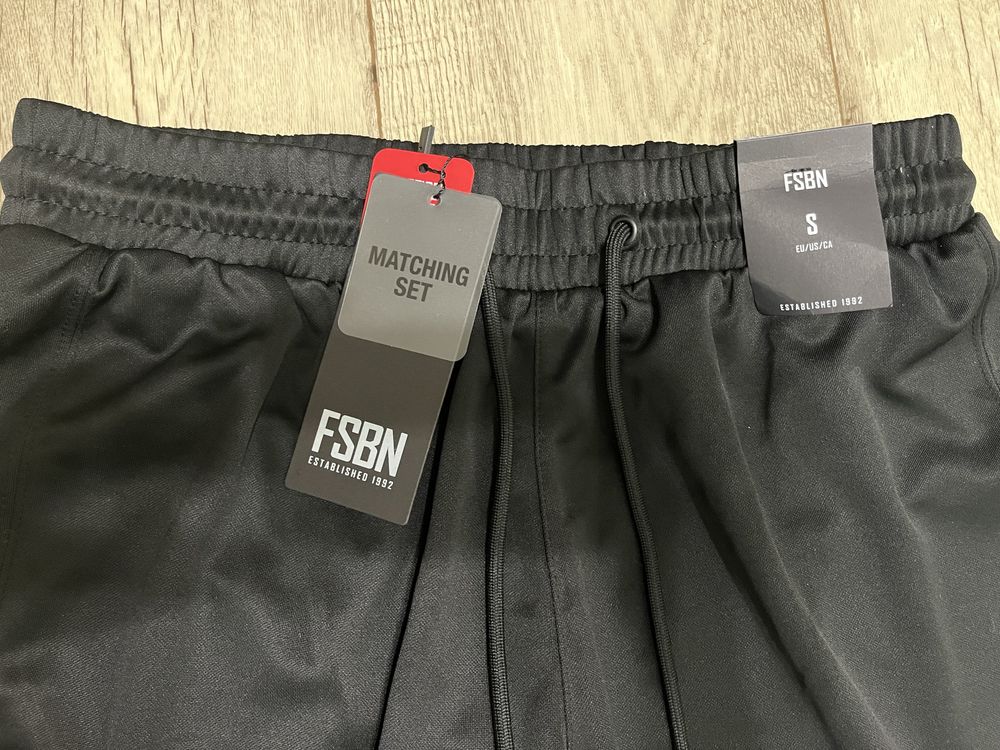 MATCHING
SET
FSBN
ESTABLISHED 1992
FSBN
S
EU/US/CA
ESTABLISHED 1992